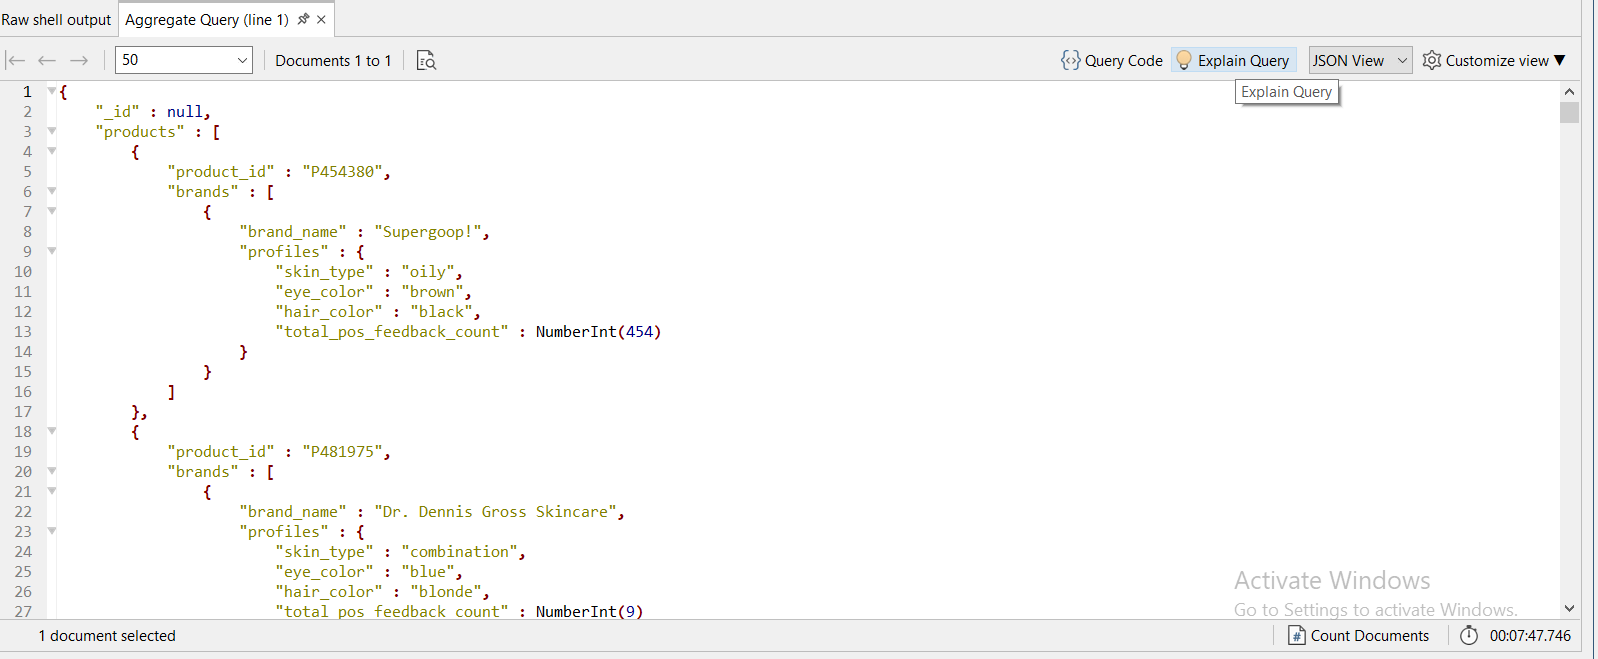 Raw shell output Aggregate Query (line 1)
50 Documents 1 to 1 Query Code Explain Query JSON View Customize view
Explain Query
1 {
2 "_id" : null,
3 "products" : [
4 {
5 "product_id" : "P454380",
6 "brands" : [
7 {
8 "brand_name" : "Supergoop!",
9 "profiles" : {
10 "skin_type" : "oily",
11 "eye_color" : "brown",
12 "hair_color" : "black",
13 "total_pos_feedback_count" : NumberInt(454)
14 }
15 }
16 ]
17 },
18 {
19 "product_id" : "P481975",
20 "brands" : [
21 {
22 "brand_name" : "Dr. Dennis Gross Skincare",
23 "profiles" : {
24 "skin_type" : "combination",
25 "eye_color" : "blue",
26 "hair_color" : "blonde",
27 "total_pos_feedback_count" : NumberInt(9)
Activate Windows
Go to Settings to activate Windows.
1 document selected # Count Documents 00:07:47.746